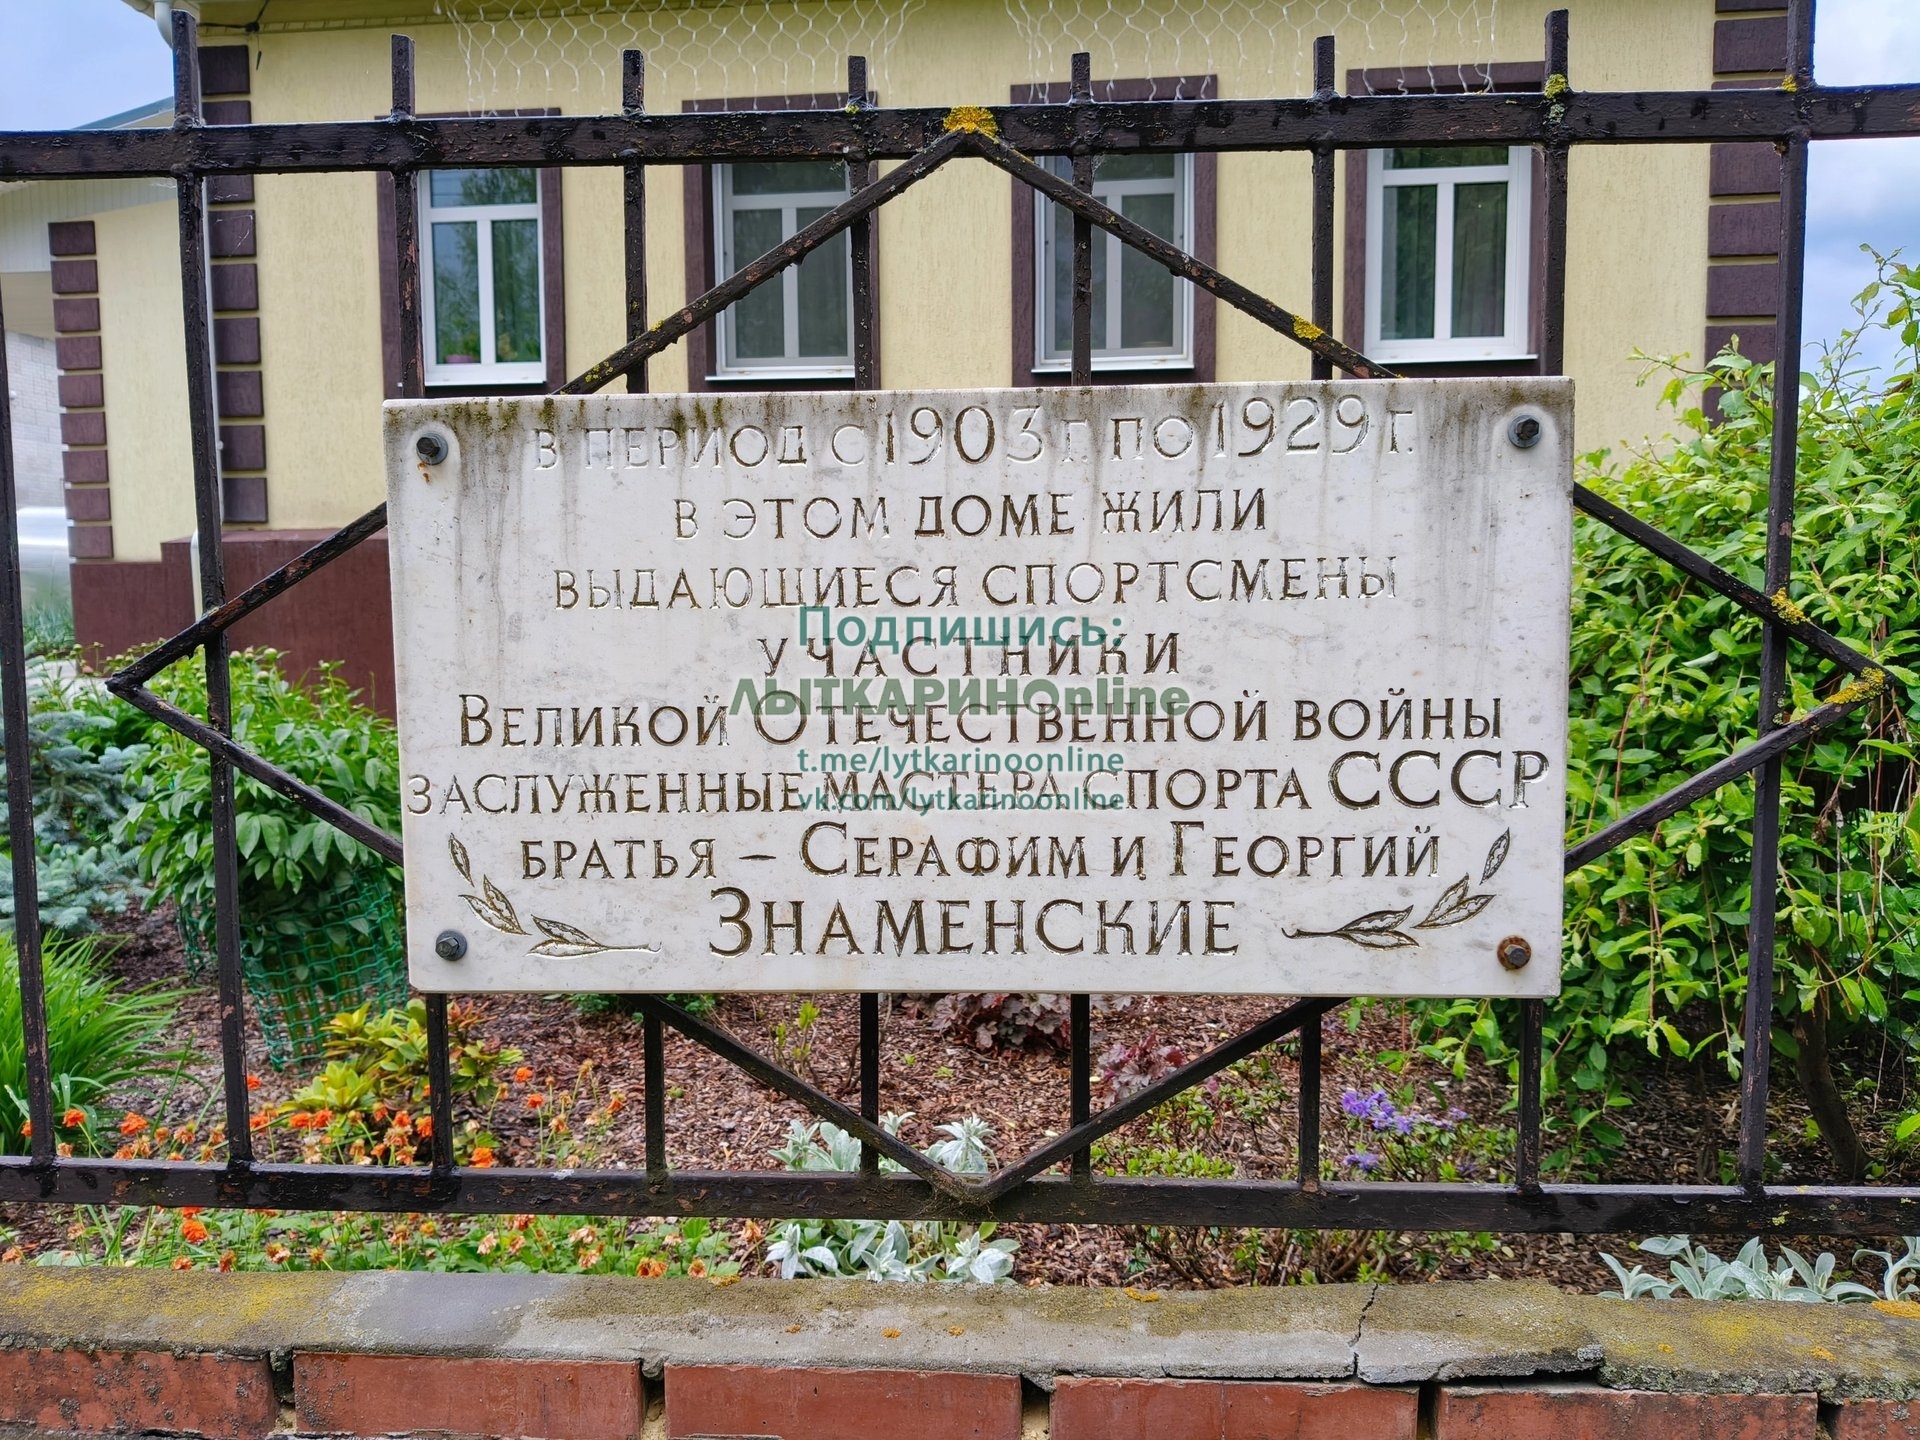 В ПЕРИОД С 1903 Г. ПО 1929 Г.
В ЭТОМ ДОМЕ ЖИЛИ
ВЫДАЮЩИЕСЯ СПОРТСМЕНЫ
Подпишись:
УЧАСТНИКИ
ЛЫТКАРИНОnline
ВЕЛИКОЙ ОТЕЧЕСТВЕННОЙ ВОЙНЫ
t.me/lytkarinoonline
ЗАСЛУЖЕННЫЕ МАСТЕРА СПОРТА СССР
vk.com/lytkarinoonline
БРАТЬЯ – СЕРАФИМ И ГЕОРГИЙ
ЗНАМЕНСКИЕ